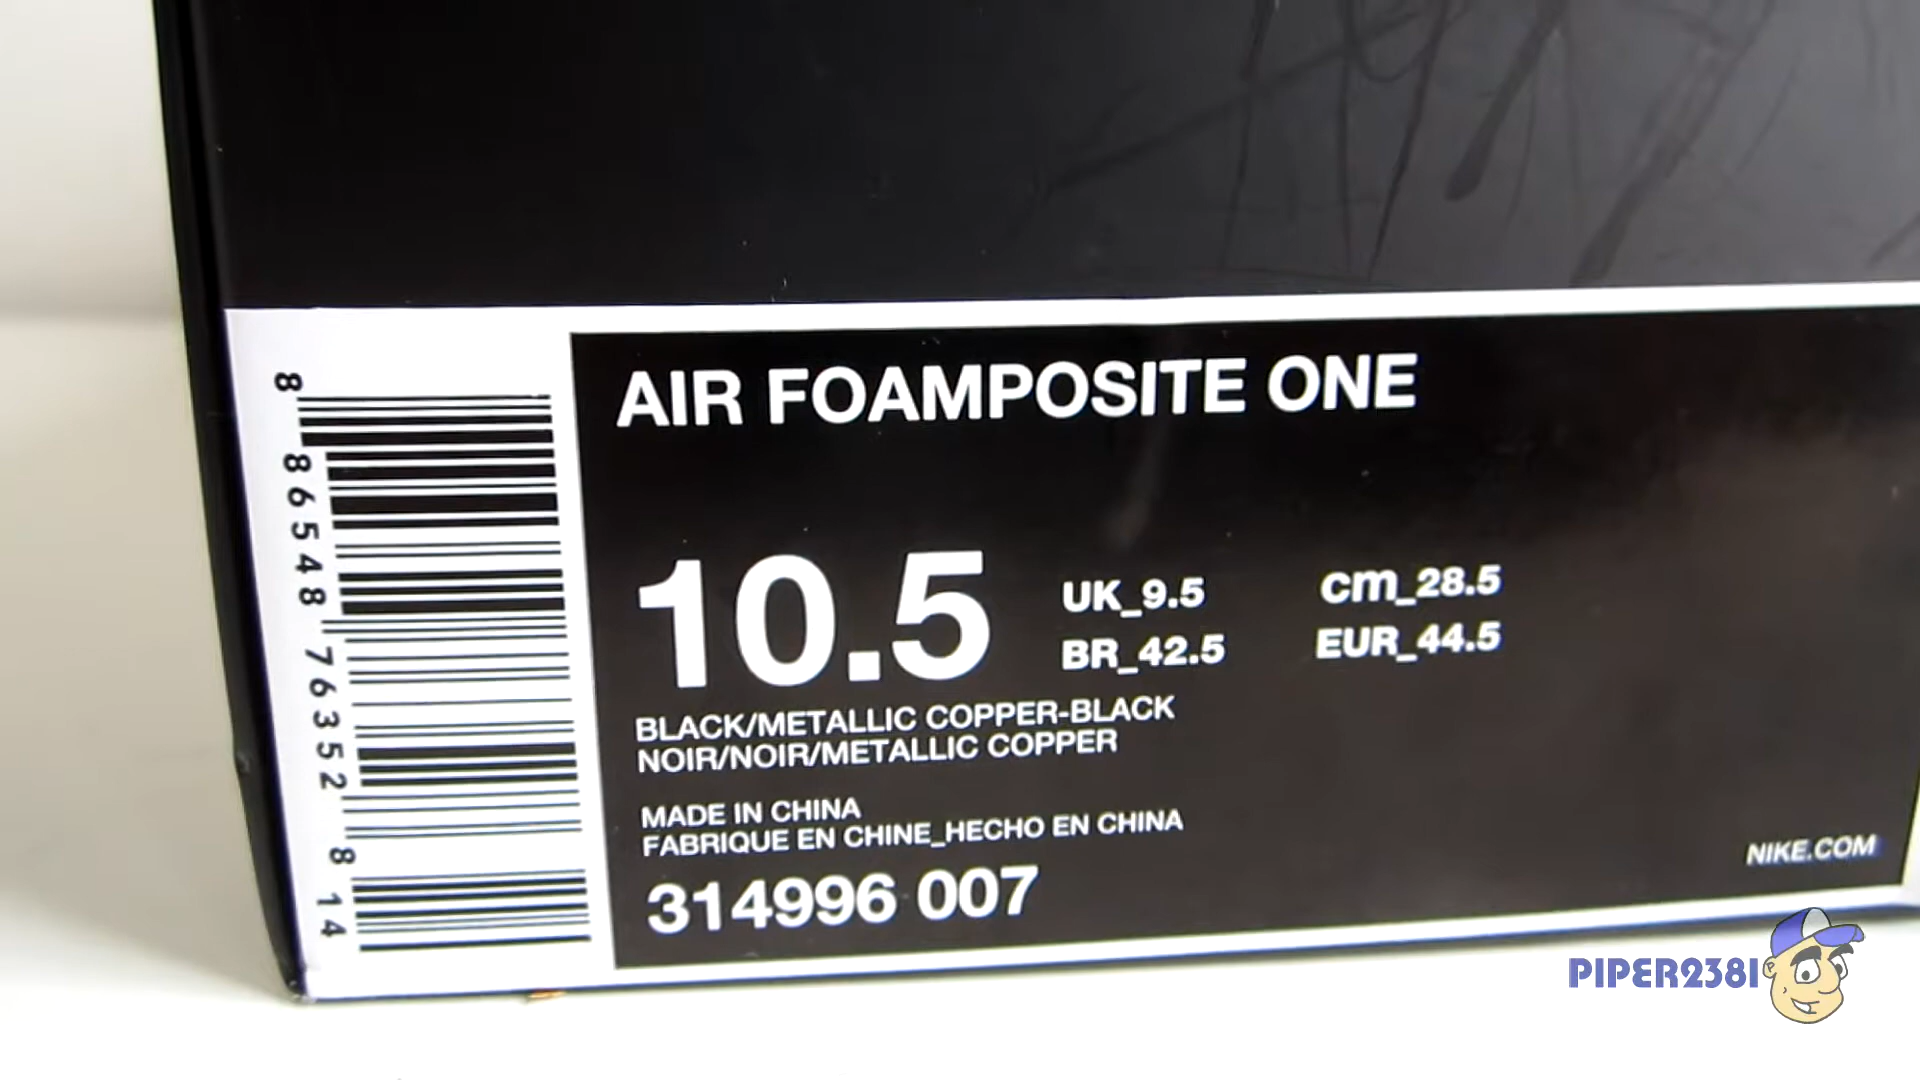 AIR FOAMPOSITE ONE
10.5
UK_9.5
cm_28.5
BR_42.5
EUR_44.5
BLACK/METALLIC COPPER-BLACK
NOIR/NOIR/METALLIC COPPER
MADE IN CHINA
FABRIQUE EN CHINE_HECHO EN CHINA
314996 007
NIKE.COM
8 86548 76352 8 14
PIPER2381